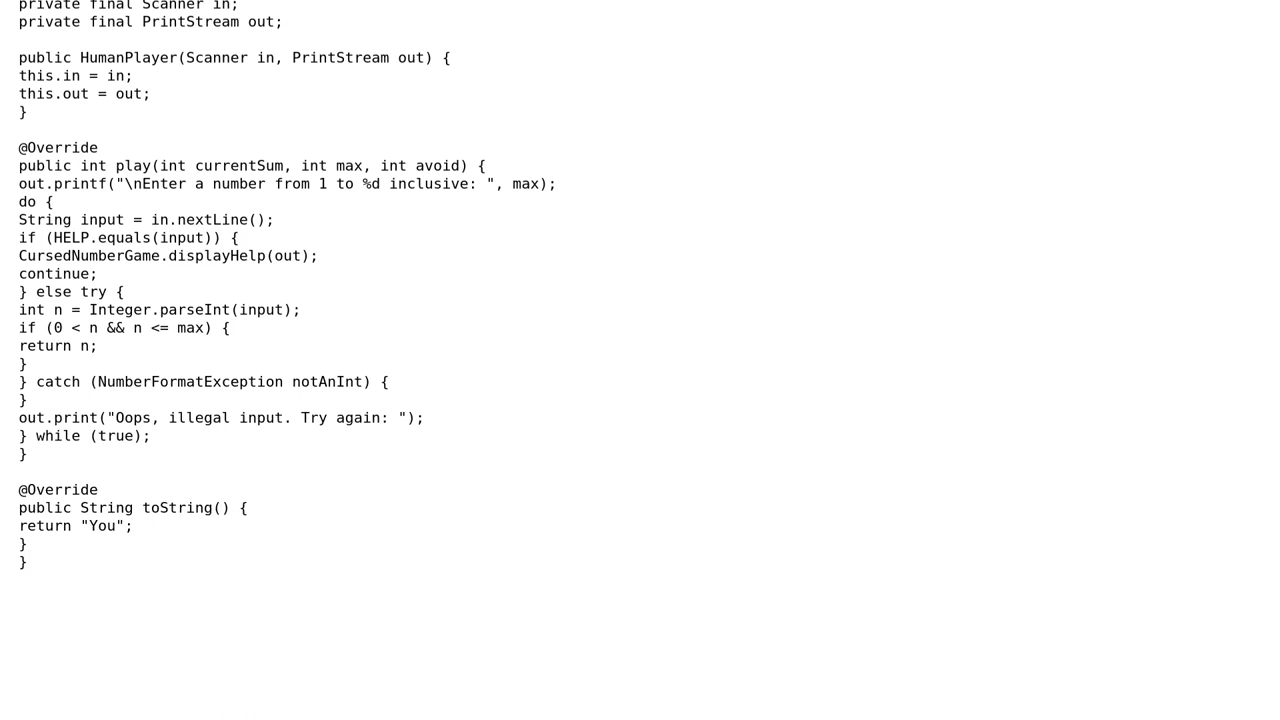 private final Scanner in;
private final PrintStream out;

public HumanPlayer(Scanner in, PrintStream out) {
this.in = in;
this.out = out;
}

@Override
public int play(int currentSum, int max, int avoid) {
out.printf("\nEnter a number from 1 to %d inclusive: ", max);
do {
String input = in.nextLine();
if (HELP.equals(input)) {
CursedNumberGame.displayHelp(out);
continue;
} else try {
int n = Integer.parseInt(input);
if (0 < n && n <= max) {
return n;
}
} catch (NumberFormatException notAnInt) {
}
out.print("Oops, illegal input. Try again: ");
} while (true);
}

@Override
public String toString() {
return "You";
}
}